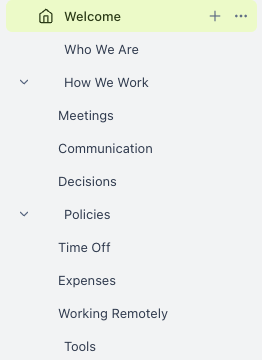 Welcome
Who We Are
How We Work
Meetings
Communication
Decisions
Policies
Time Off
Expenses
Working Remotely
Tools